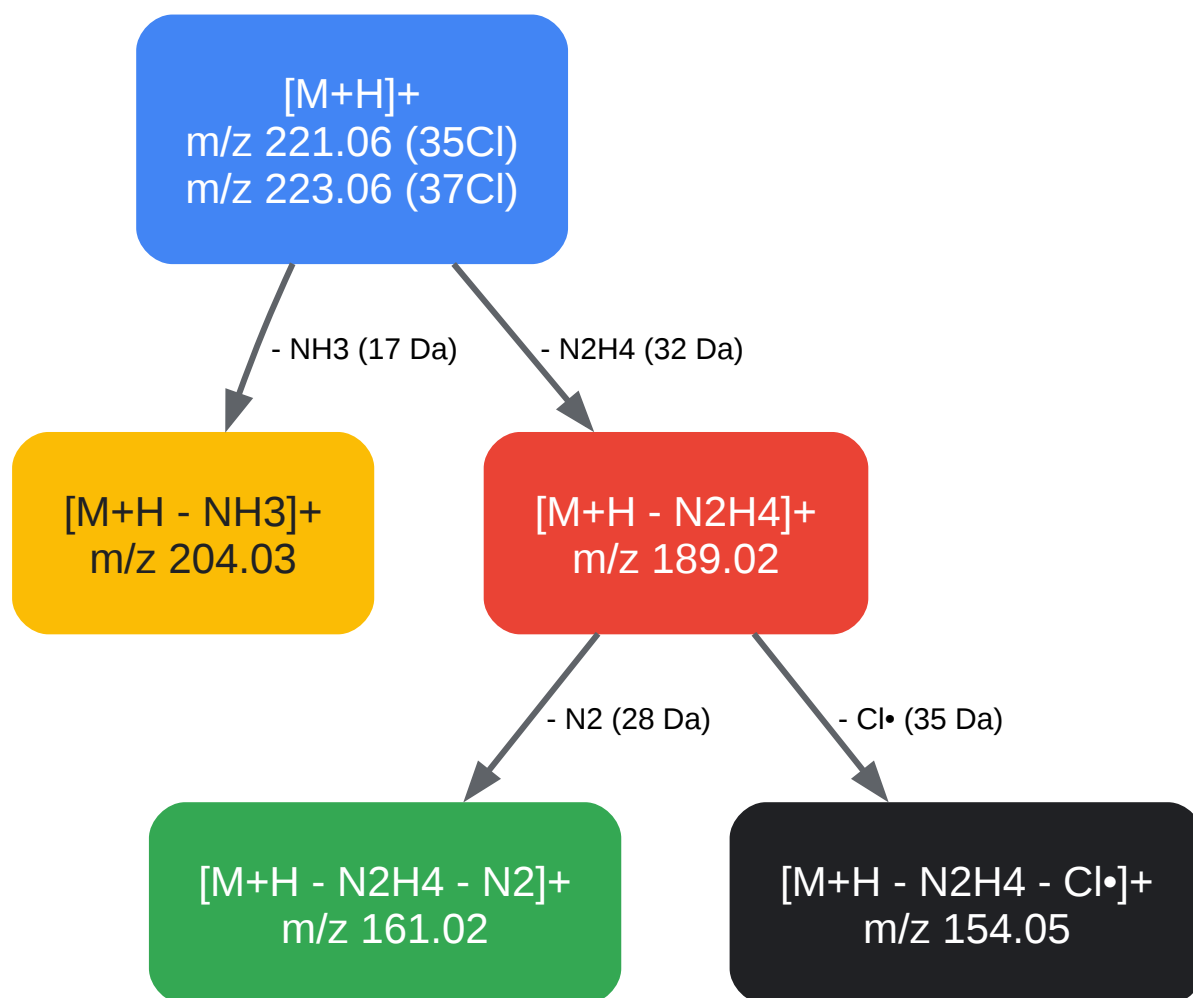 [M+H]+
m/z 221.06 (35Cl)
m/z 223.06 (37Cl)
- NH3 (17 Da)
- N2H4 (32 Da)
[M+H - NH3]+
m/z 204.03
[M+H - N2H4]+
m/z 189.02
- N2 (28 Da)
- Cl• (35 Da)
[M+H - N2H4 - N2]+
m/z 161.02
[M+H - N2H4 - Cl•]+
m/z 154.05